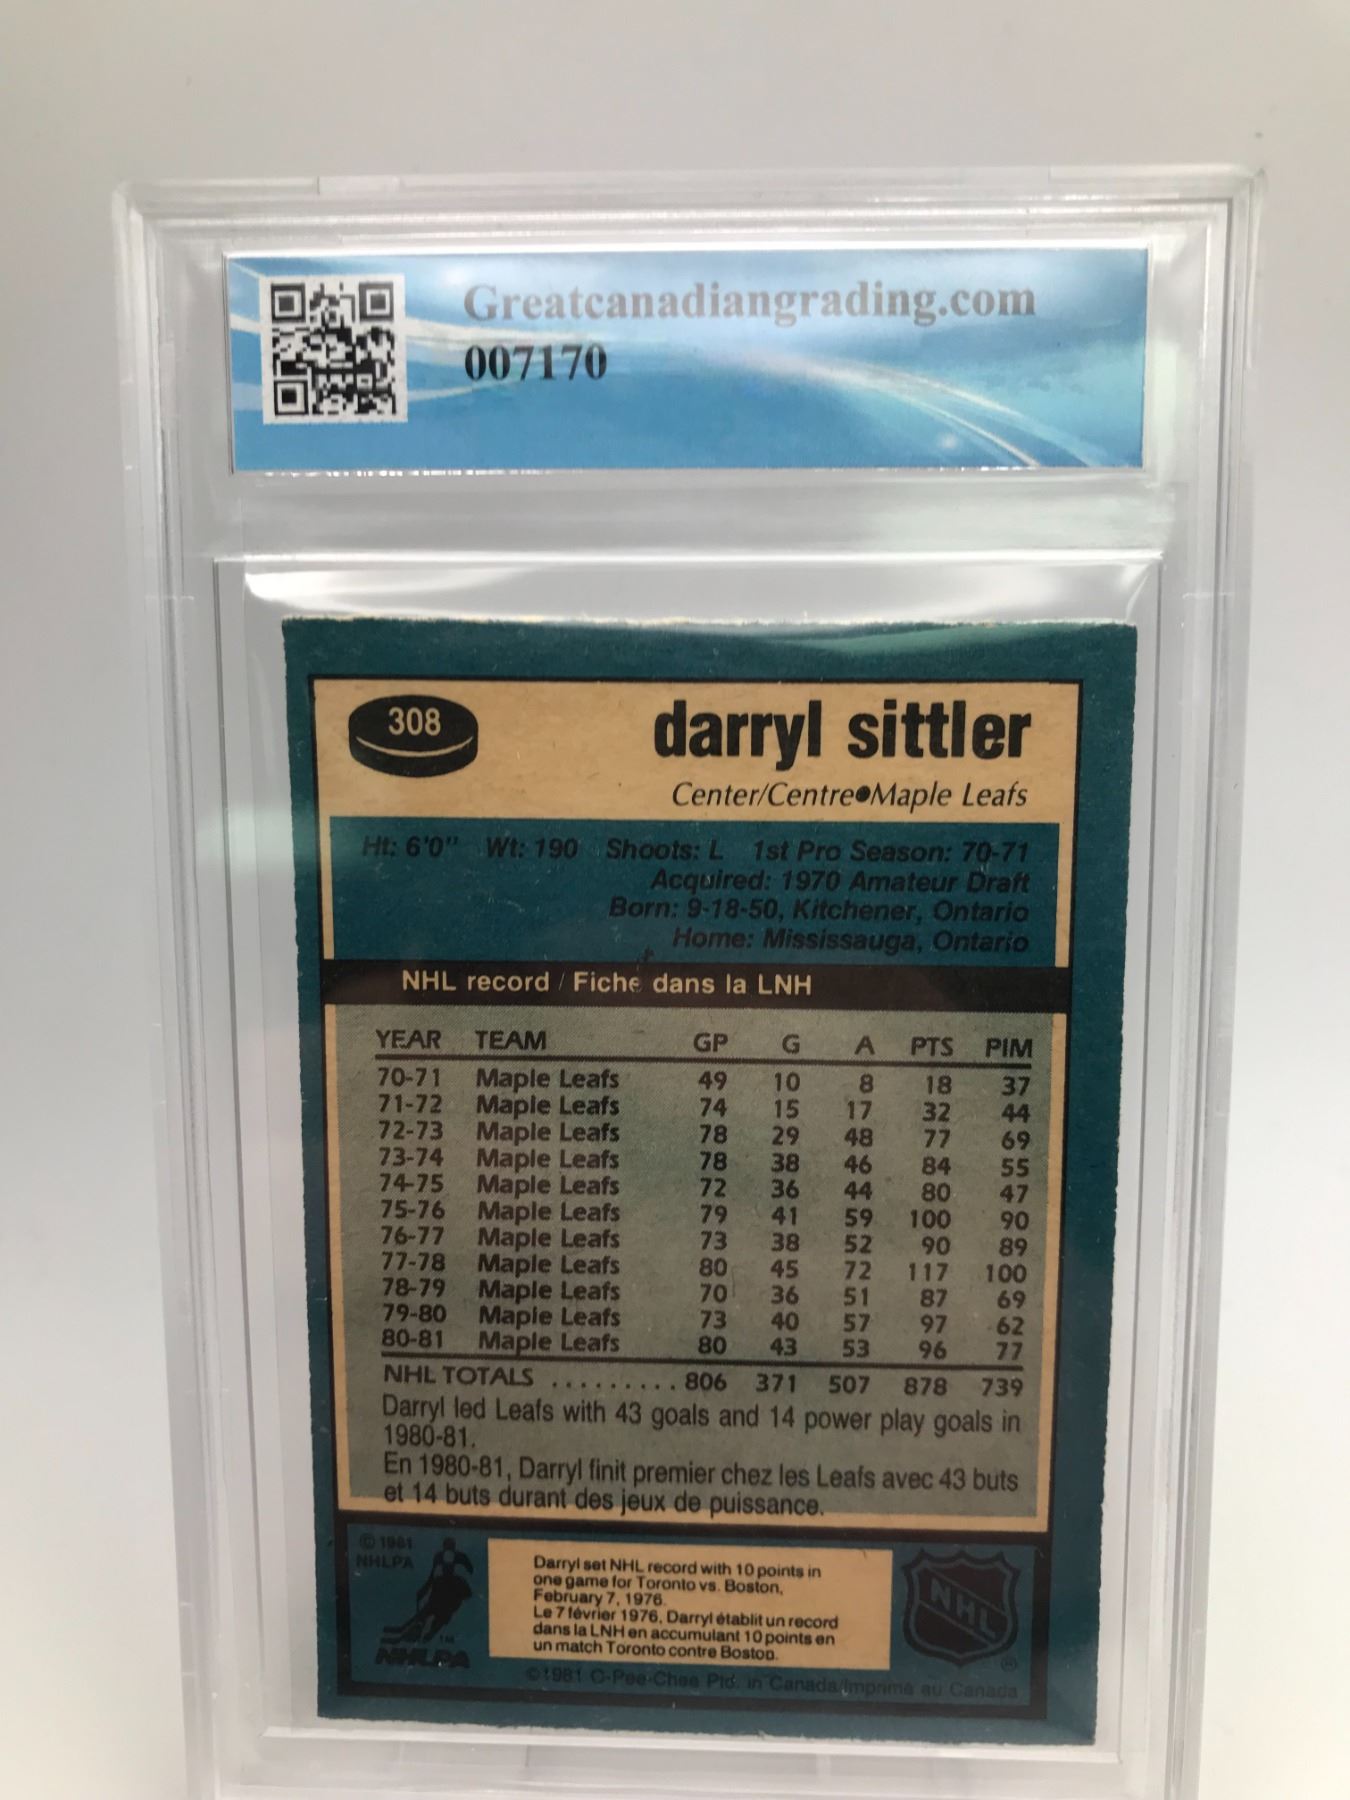 Greatcanadiangrading.com
007170
308
darryl sittler
Center/Centre●Maple Leafs
Ht: 6'0" Wt: 190 Shoots: L 1st Pro Season: 70-71
Acquired: 1970 Amateur Draft
Born: 9-18-50, Kitchener, Ontario
Home: Mississauga, Ontario
NHL record / Fiche dans la LNH
YEAR TEAM GP G A PTS PIM
70-71 Maple Leafs 49 10 8 18 37
71-72 Maple Leafs 74 15 17 32 44
72-73 Maple Leafs 78 29 48 77 69
73-74 Maple Leafs 78 38 46 84 55
74-75 Maple Leafs 72 36 44 80 47
75-76 Maple Leafs 79 41 59 100 90
76-77 Maple Leafs 73 38 52 90 89
77-78 Maple Leafs 80 45 72 117 100
78-79 Maple Leafs 70 36 51 87 69
79-80 Maple Leafs 73 40 57 97 62
80-81 Maple Leafs 80 43 53 96 77
NHL TOTALS ......... 806 371 507 878 739
Darryl led Leafs with 43 goals and 14 power play goals in
1980-81.
En 1980-81, Darryl finit premier chez les Leafs avec 43 buts
et 14 buts durant des jeux de puissance.
© 1981
NHLPA
NHLPA
TM
Darryl set NHL record with 10 points in
one game for Toronto vs. Boston,
February 7, 1976.
Le 7 février 1976, Darryl établit un record
dans la LNH en accumulant 10 points en
un match Toronto contre Boston.
NHL
®
©1981 O-Pee-Chee Ptd. in Canada/Imprimé au Canada